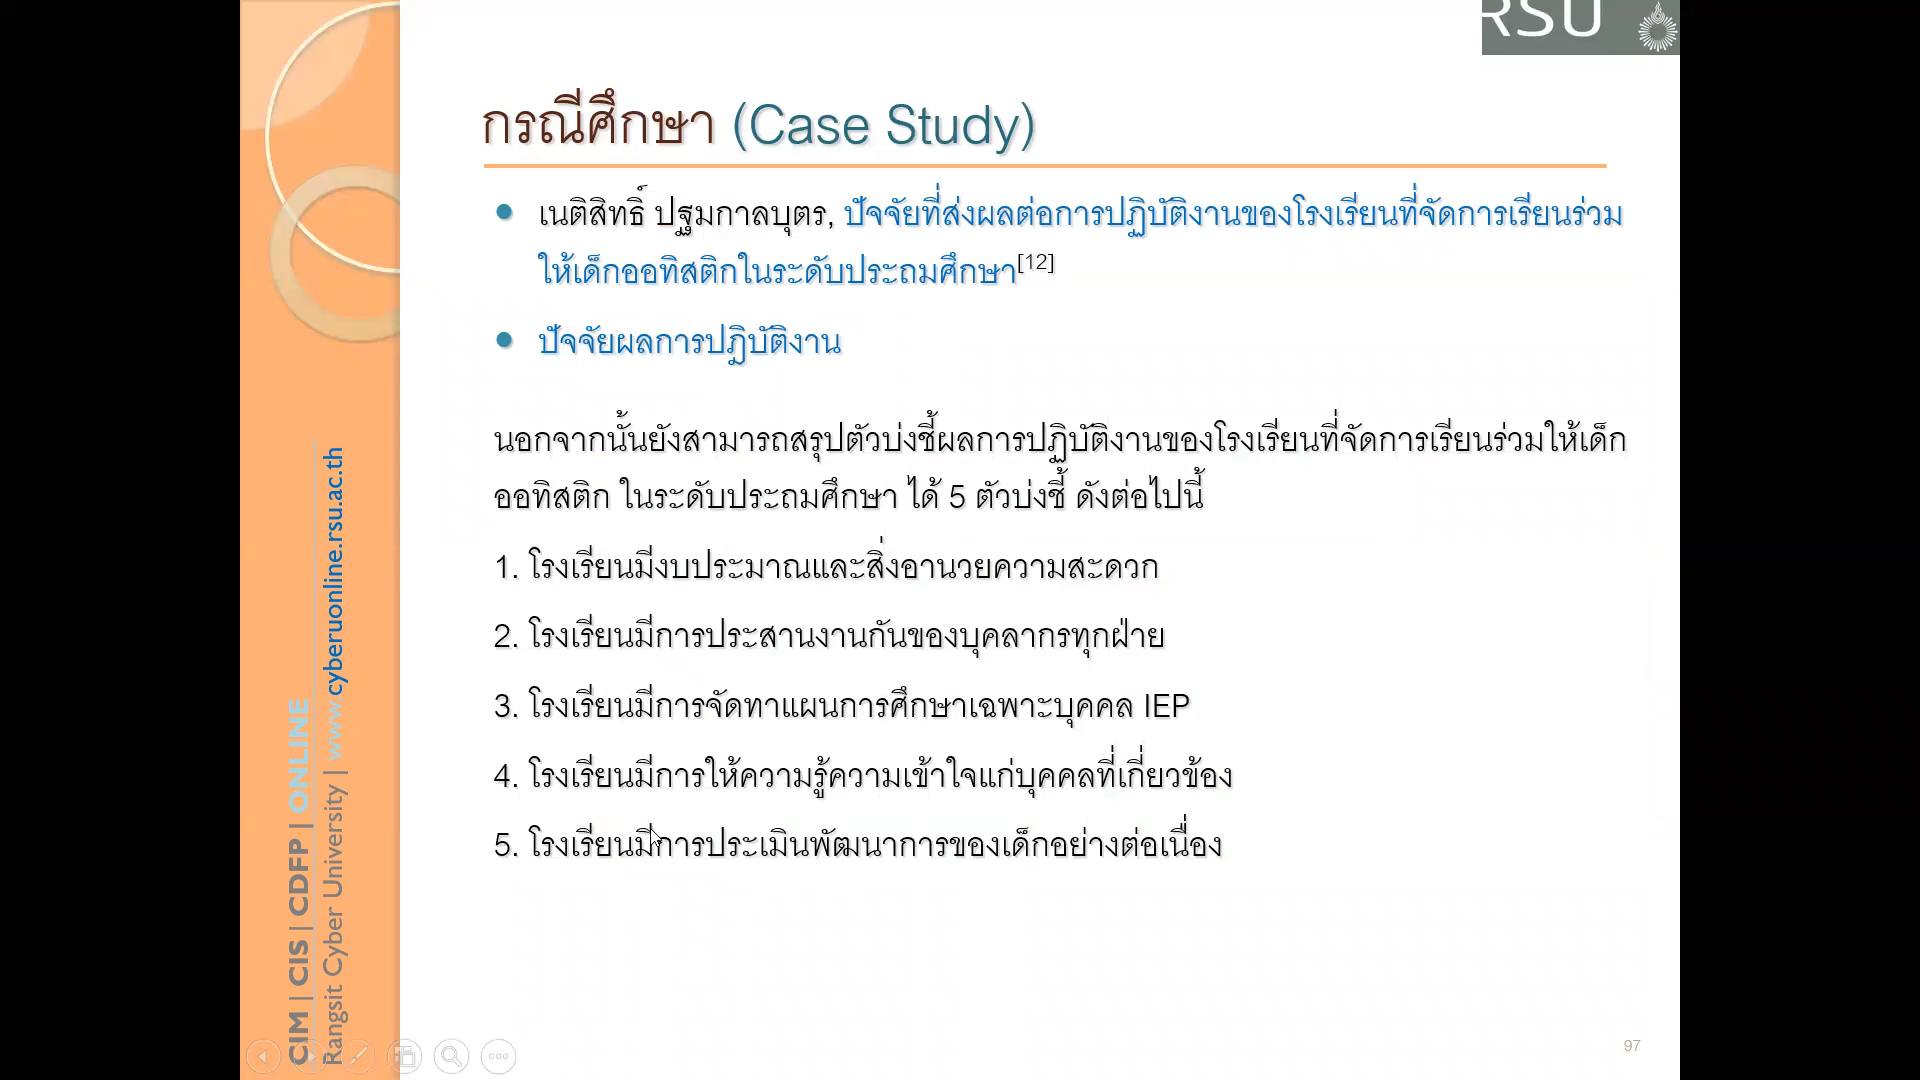 RSU
กรณีศึกษา (Case Study)
เนติสิทธิ์ ปฐมกาลบุตร, ปัจจัยที่ส่งผลต่อการปฏิบัติงานของโรงเรียนที่จัดการเรียนร่วม
ให้เด็กออทิสติกในระดับประถมศึกษา[12]
ปัจจัยผลการปฎิบัติงาน
นอกจากนั้นยังสามารถสรุปตัวบ่งชี้ผลการปฏิบัติงานของโรงเรียนที่จัดการเรียนร่วมให้เด็ก
ออทิสติก ในระดับประถมศึกษา ได้ 5 ตัวบ่งชี้ ดังต่อไปนี้
1. โรงเรียนมีงบประมาณและสิ่งอานวยความสะดวก
2. โรงเรียนมีการประสานงานกันของบุคลากรทุกฝ่าย
3. โรงเรียนมีการจัดทาแผนการศึกษาเฉพาะบุคคล IEP
4. โรงเรียนมีการให้ความรู้ความเข้าใจแก่บุคคลที่เกี่ยวข้อง
5. โรงเรียนมีการประเมินพัฒนาการของเด็กอย่างต่อเนื่อง
CIM | CIS | CDFP | ONLINE
Rangsit Cyber University | www.cyberuonline.rsu.ac.th
97